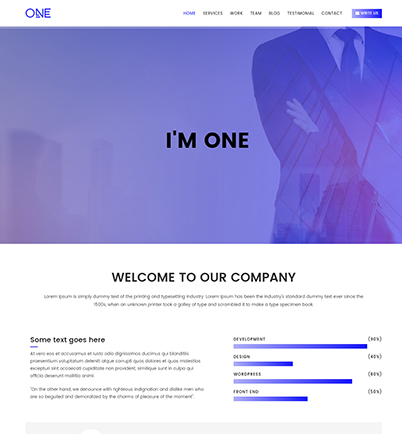 ONE
HOME SERVICES WORK TEAM BLOG TESTIMONIAL CONTACT WRITE US
I'M ONE
WELCOME TO OUR COMPANY
Lorem Ipsum is simply dummy text of the printing and typesetting industry. Lorem Ipsum has been the industry's standard dummy text ever since the
1500s, when an unknown printer took a galley of type and scrambled it to make a type specimen book.
Some text goes here
At vero eos et accusamus et iusto odio dignissimos ducimus qui blanditiis
praesentium voluptatum deleniti atque corrupti quos dolores et quas molestias
excepturi sint occaecati cupiditate non provident, similique sunt in culpa qui
officia deserunt mollitia animi.
"On the other hand, we denounce with righteous indignation and dislike men who
are so beguiled and demoralized by the charms of pleasure of the moment".
DEVELOPMENT (90%)
DESIGN (40%)
WORDPRESS (80%)
FRONT END (50%)